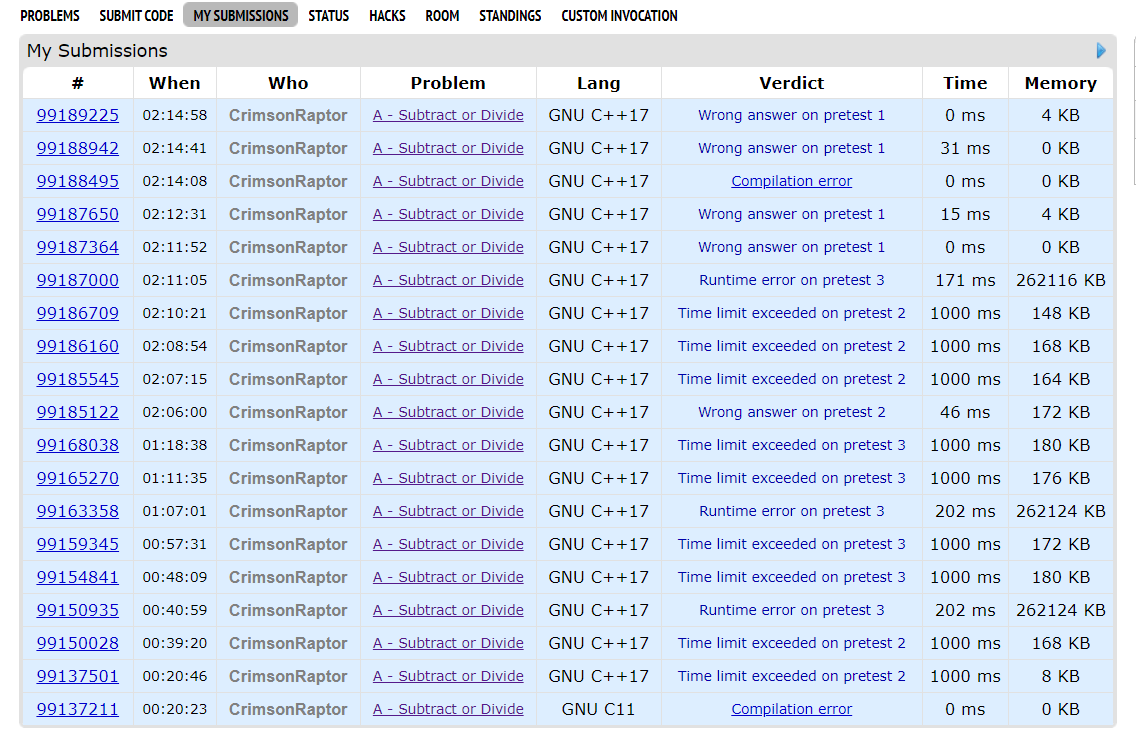 PROBLEMS SUBMIT CODE MY SUBMISSIONS STATUS HACKS ROOM STANDINGS CUSTOM INVOCATION
My Submissions
# When Who Problem Lang Verdict Time Memory
99189225 02:14:58 CrimsonRaptor A - Subtract or Divide GNU C++17 Wrong answer on pretest 1 0 ms 4 KB
99188942 02:14:41 CrimsonRaptor A - Subtract or Divide GNU C++17 Wrong answer on pretest 1 31 ms 0 KB
99188495 02:14:08 CrimsonRaptor A - Subtract or Divide GNU C++17 Compilation error 0 ms 0 KB
99187650 02:12:31 CrimsonRaptor A - Subtract or Divide GNU C++17 Wrong answer on pretest 1 15 ms 4 KB
99187364 02:11:52 CrimsonRaptor A - Subtract or Divide GNU C++17 Wrong answer on pretest 1 0 ms 0 KB
99187000 02:11:05 CrimsonRaptor A - Subtract or Divide GNU C++17 Runtime error on pretest 3 171 ms 262116 KB
99186709 02:10:21 CrimsonRaptor A - Subtract or Divide GNU C++17 Time limit exceeded on pretest 2 1000 ms 148 KB
99186160 02:08:54 CrimsonRaptor A - Subtract or Divide GNU C++17 Time limit exceeded on pretest 2 1000 ms 168 KB
99185545 02:07:15 CrimsonRaptor A - Subtract or Divide GNU C++17 Time limit exceeded on pretest 2 1000 ms 164 KB
99185122 02:06:00 CrimsonRaptor A - Subtract or Divide GNU C++17 Wrong answer on pretest 2 46 ms 172 KB
99168038 01:18:38 CrimsonRaptor A - Subtract or Divide GNU C++17 Time limit exceeded on pretest 3 1000 ms 180 KB
99165270 01:11:35 CrimsonRaptor A - Subtract or Divide GNU C++17 Time limit exceeded on pretest 3 1000 ms 176 KB
99163358 01:07:01 CrimsonRaptor A - Subtract or Divide GNU C++17 Runtime error on pretest 3 202 ms 262124 KB
99159345 00:57:31 CrimsonRaptor A - Subtract or Divide GNU C++17 Time limit exceeded on pretest 3 1000 ms 172 KB
99154841 00:48:09 CrimsonRaptor A - Subtract or Divide GNU C++17 Time limit exceeded on pretest 3 1000 ms 180 KB
99150935 00:40:59 CrimsonRaptor A - Subtract or Divide GNU C++17 Runtime error on pretest 3 202 ms 262124 KB
99150028 00:39:20 CrimsonRaptor A - Subtract or Divide GNU C++17 Time limit exceeded on pretest 2 1000 ms 168 KB
99137501 00:20:46 CrimsonRaptor A - Subtract or Divide GNU C++17 Time limit exceeded on pretest 2 1000 ms 8 KB
99137211 00:20:23 CrimsonRaptor A - Subtract or Divide GNU C11 Compilation error 0 ms 0 KB